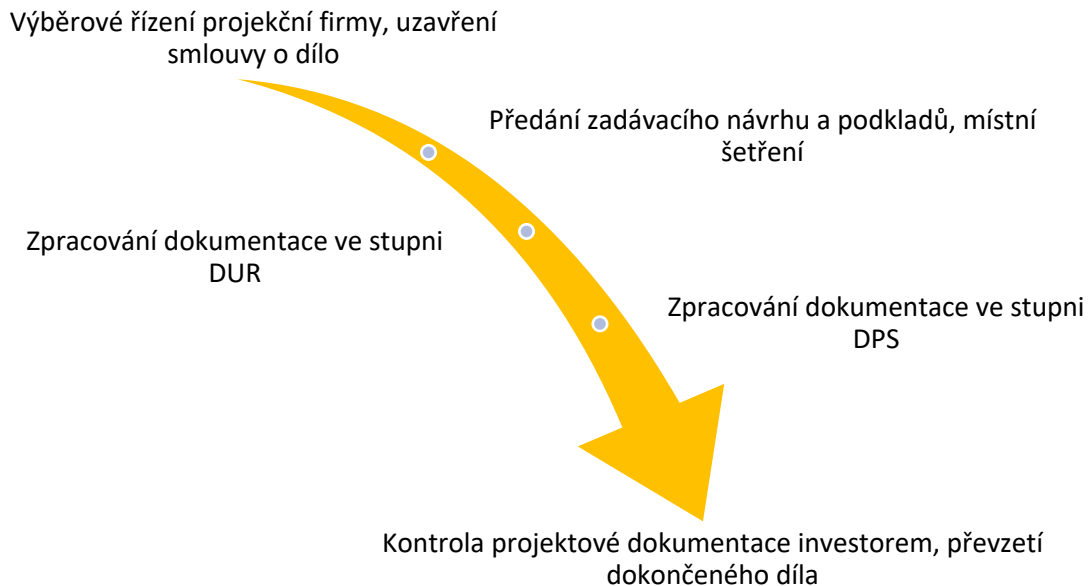 Výběrové řízení projekční firmy, uzavření
smlouvy o dílo
Předání zadávacího návrhu a podkladů, místní
šetření
Zpracování dokumentace ve stupni
DUR
Zpracování dokumentace ve stupni
DPS
Kontrola projektové dokumentace investorem, převzetí
dokončeného díla